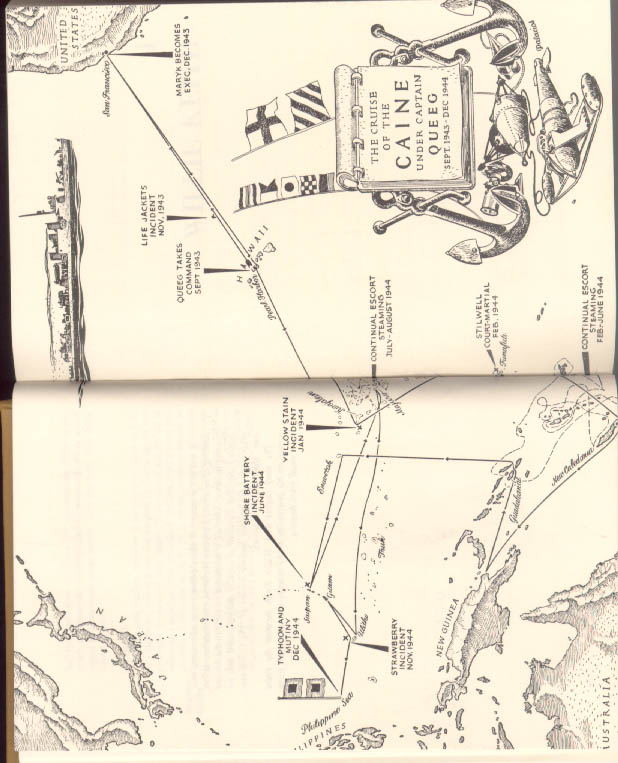 THE CRUISE
OF THE
CAINE
UNDER CAPTAIN
QUEEG
SEPT. 1943 - DEC 1944
UNITED
STATES
San Francisco
MARYK BECOMES
EXEC, DEC. 1943
LIFE JACKETS
INCIDENT
NOV. 1943
QUEEG TAKES
COMMAND
SEPT 1943
HAWAII
Pearl Harbor
CONTINUAL ESCORT
STEAMING
JULY-AUGUST 1944
STILWELL
COURT-MARTIAL
FEB. 1944
Funafuti
CONTINUAL ESCORT
STEAMING
FEB.-JUNE 1944
Kwajalein
YELLOW STAIN
INCIDENT
JAN 1944
Eniwetok
SHORE BATTERY
INCIDENT
JUNE 1944
Guadalcanal
New Caledonia
Truk
Saipan
Guam
Ulithi
TYPHOON AND
MUTINY
DEC 1944
STRAWBERRY
INCIDENT
NOV. 1944
NEW GUINEA
JAPAN
Philippine Sea
LIPPINES
USTRALIA